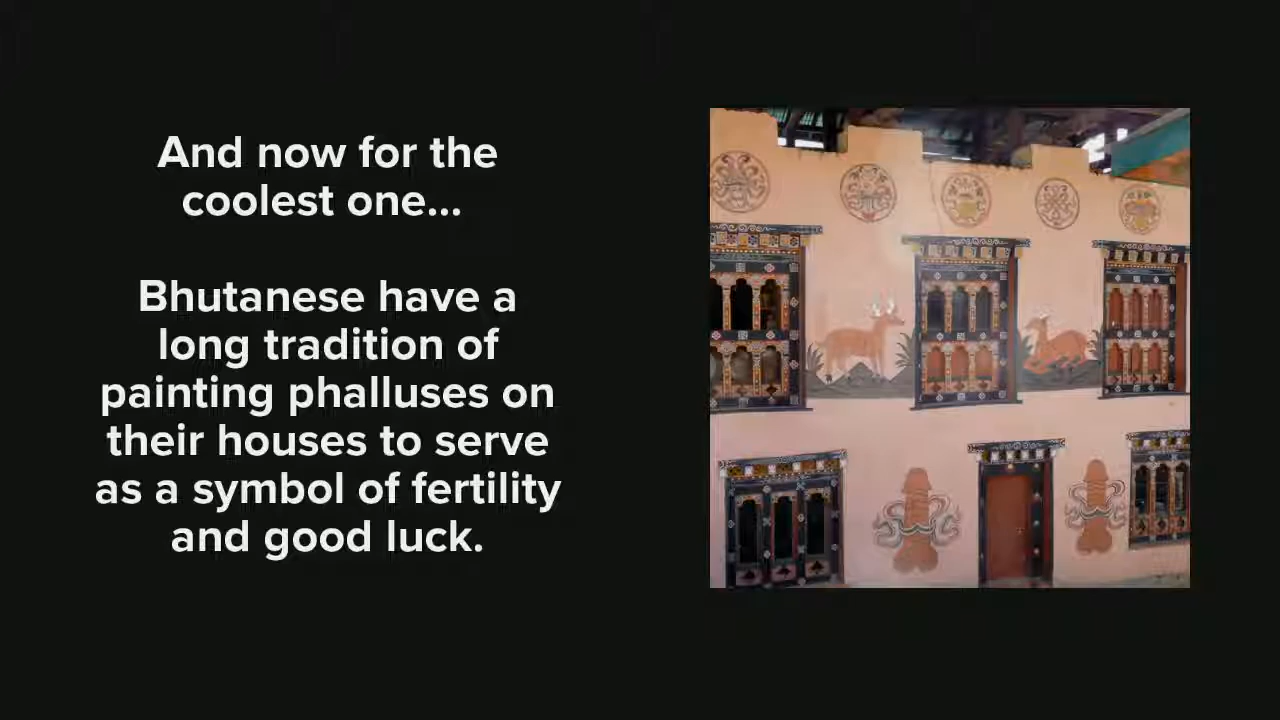 And now for the
coolest one...
Bhutanese have a
long tradition of
painting phalluses on
their houses to serve
as a symbol of fertility
and good luck.